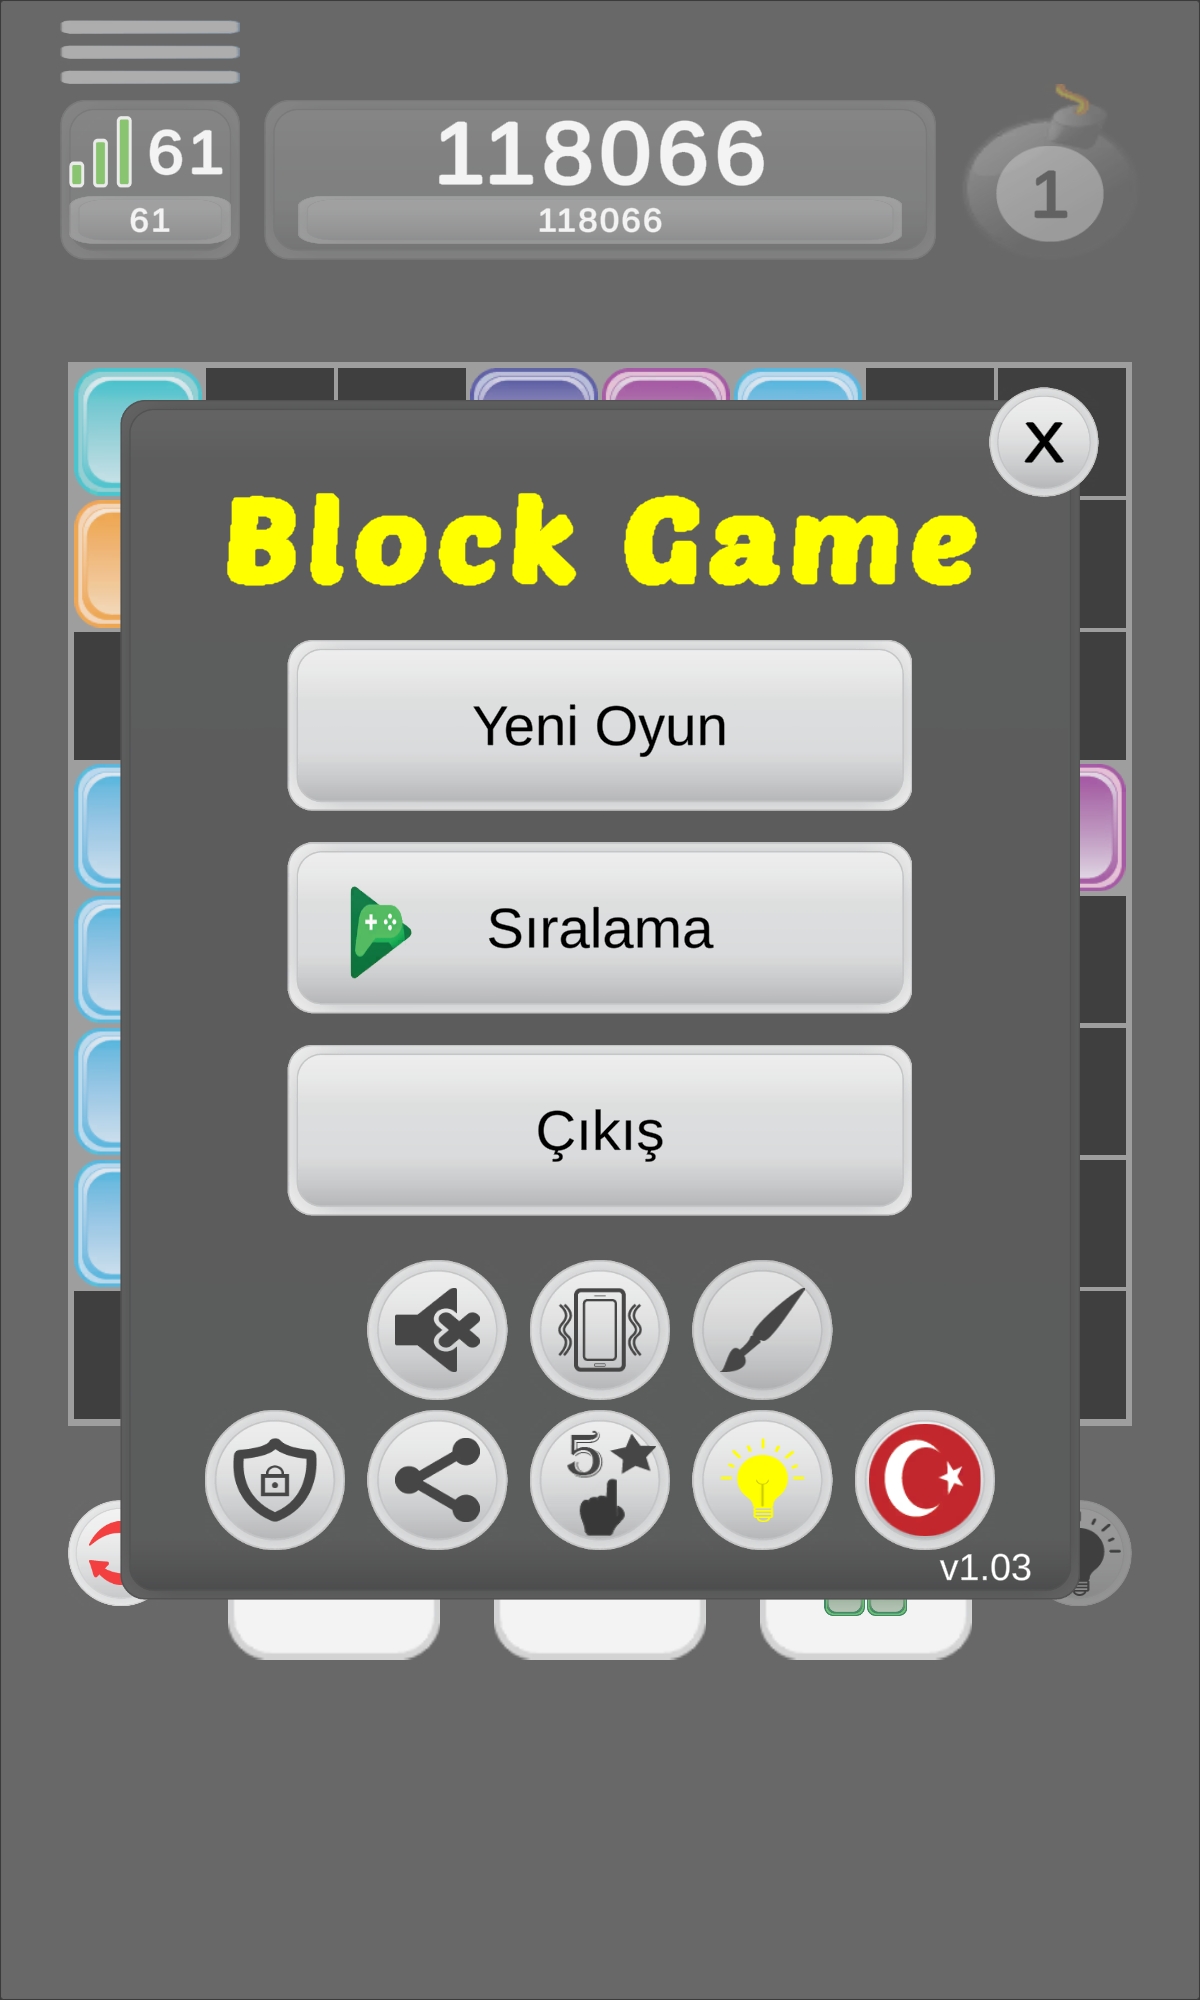 61
61
118066
118066
1
X
Block Game
Yeni Oyun
Sıralama
Çıkış
5
v1.03